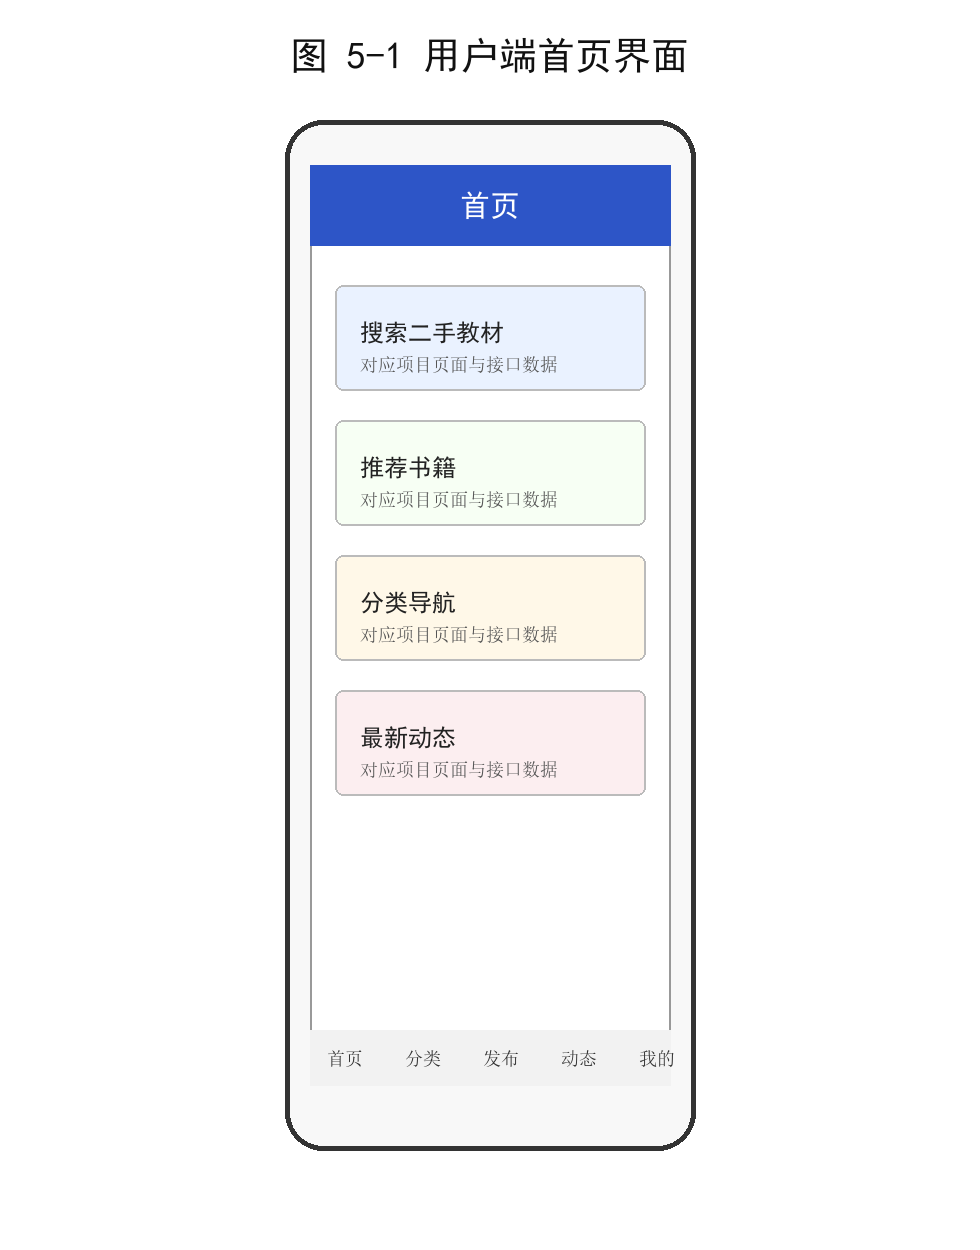 图 5-1 用户端首页界面
首页
搜索二手教材
对应项目页面与接口数据
推荐书籍
对应项目页面与接口数据
分类导航
对应项目页面与接口数据
最新动态
对应项目页面与接口数据
首页 分类 发布 动态 我的